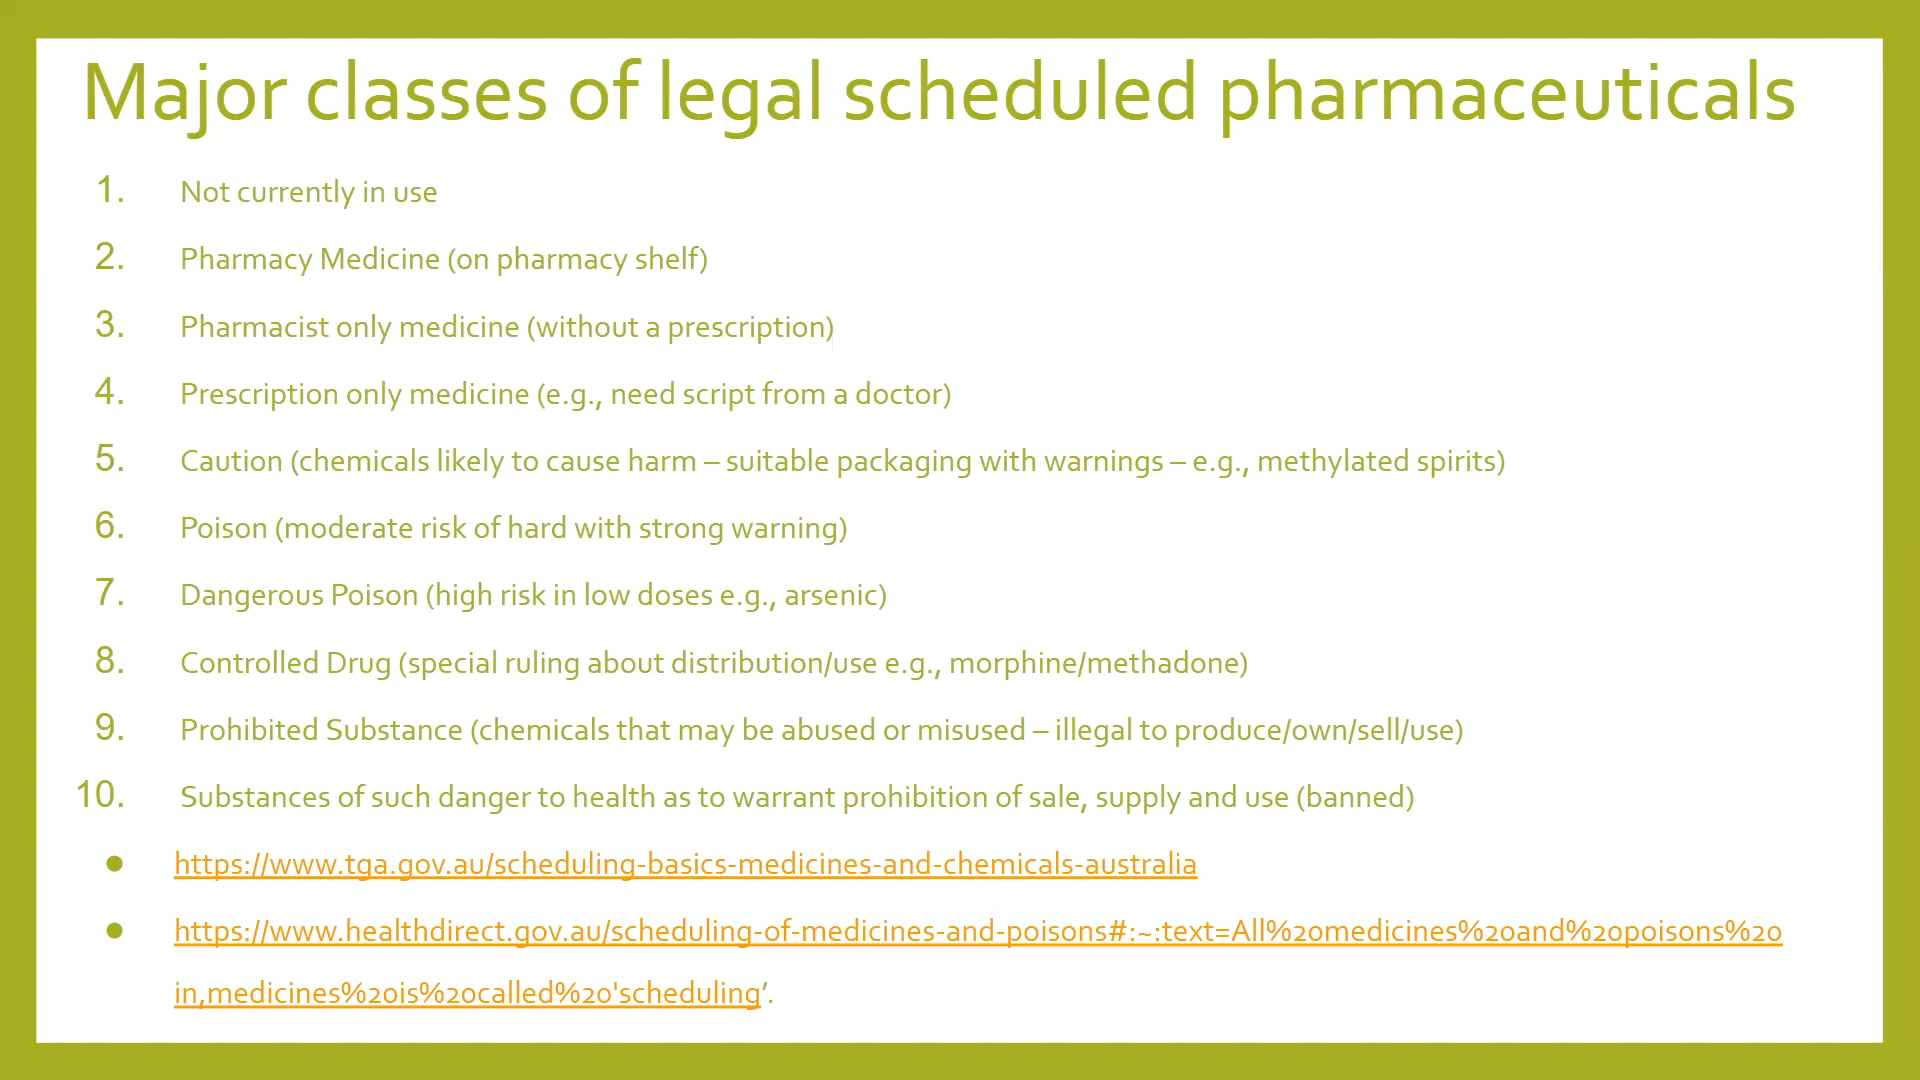 Major classes of legal scheduled pharmaceuticals
1. Not currently in use
2. Pharmacy Medicine (on pharmacy shelf)
3. Pharmacist only medicine (without a prescription)
4. Prescription only medicine (e.g., need script from a doctor)
5. Caution (chemicals likely to cause harm – suitable packaging with warnings – e.g., methylated spirits)
6. Poison (moderate risk of hard with strong warning)
7. Dangerous Poison (high risk in low doses e.g., arsenic)
8. Controlled Drug (special ruling about distribution/use e.g., morphine/methadone)
9. Prohibited Substance (chemicals that may be abused or misused – illegal to produce/own/sell/use)
10. Substances of such danger to health as to warrant prohibition of sale, supply and use (banned)
● https://www.tga.gov.au/scheduling-basics-medicines-and-chemicals-australia
● https://www.healthdirect.gov.au/scheduling-of-medicines-and-poisons#:~:text=All%20medicines%20and%20poisons%20
in,medicines%20is%20called%20'scheduling'.